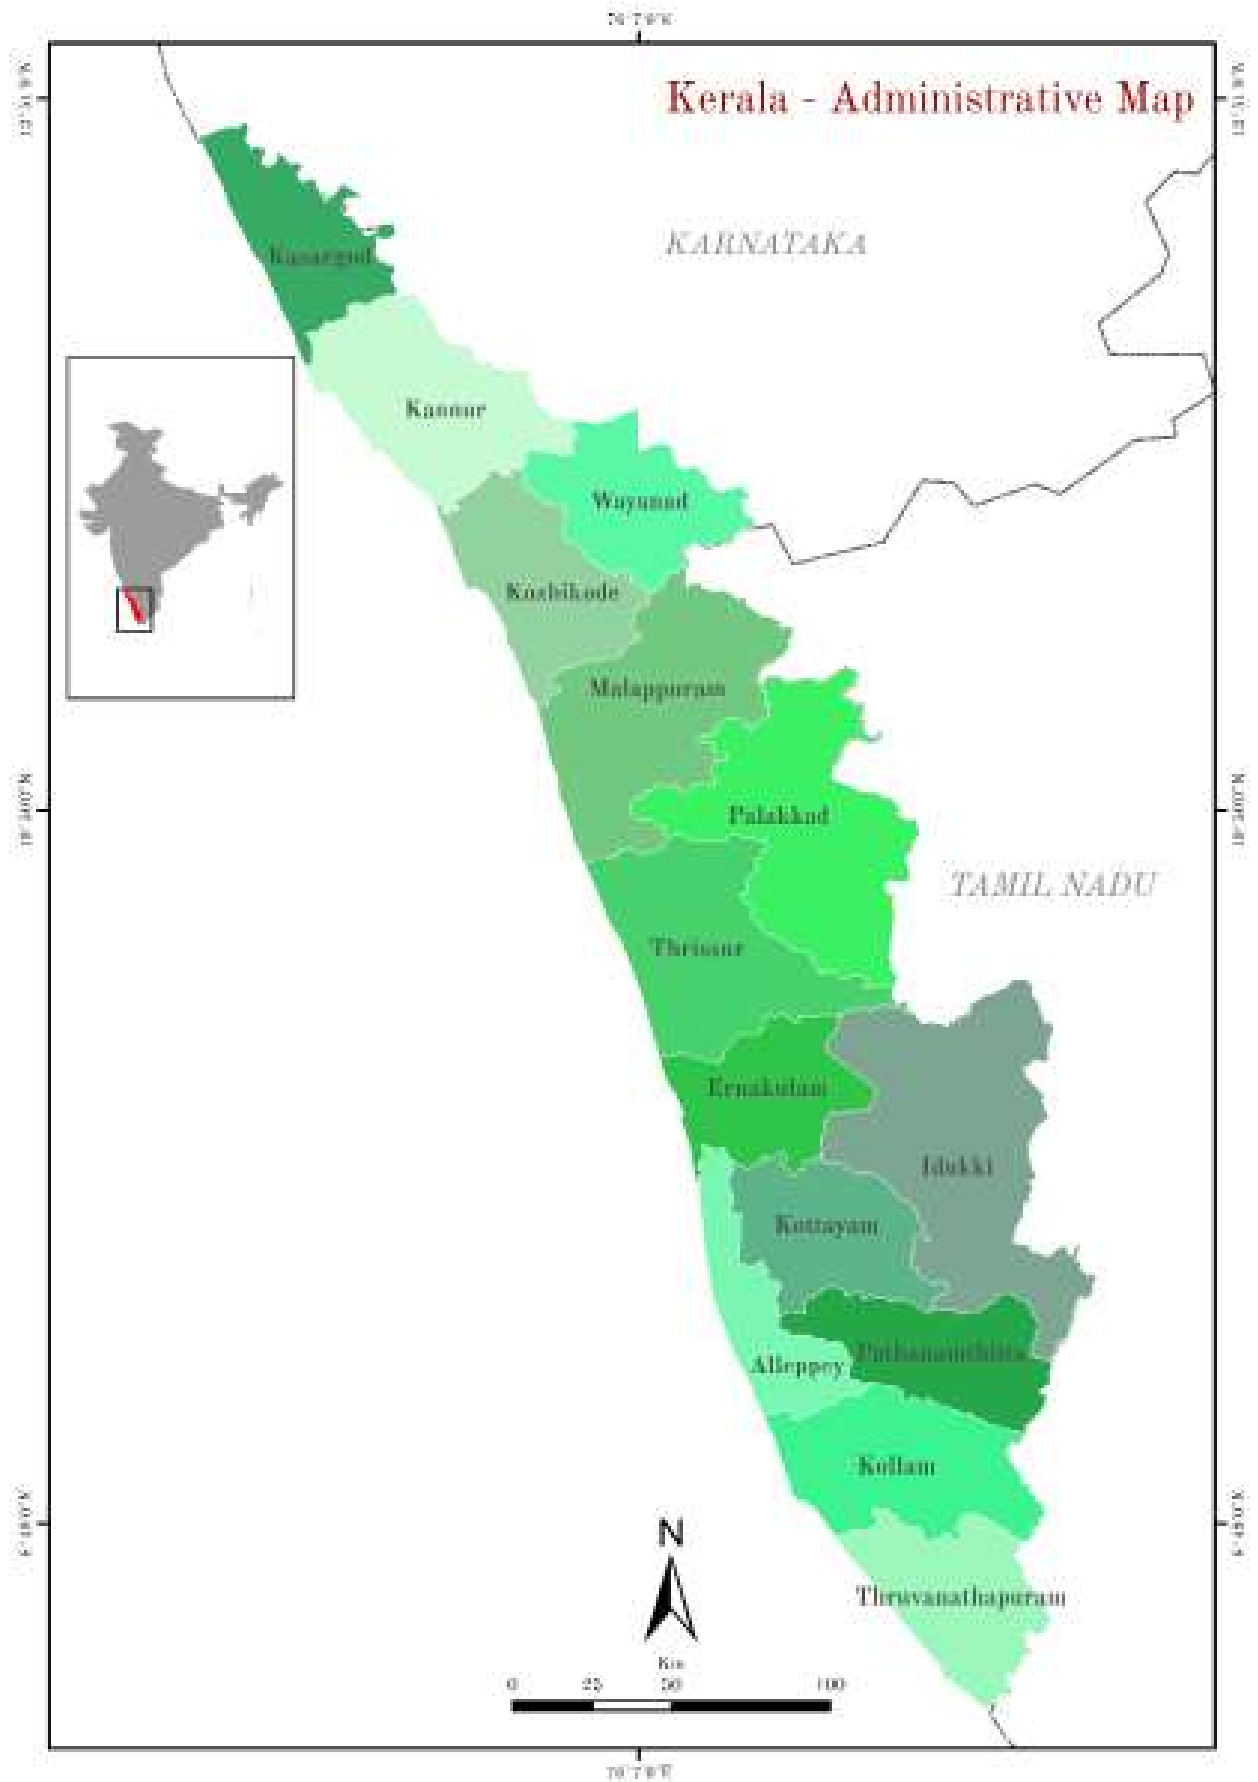 Kerala - Administrative Map
KARNATAKA
Kasargod
Kannur
Wayanad
Kozhikode
Malappuram
Palakkad
TAMIL NADU
Thrissur
Ernakulam
Idukki
Kottayam
Pathanamthitta
Alleppey
Kollam
N
Thruvanathapuram
Km
0 25 50 100